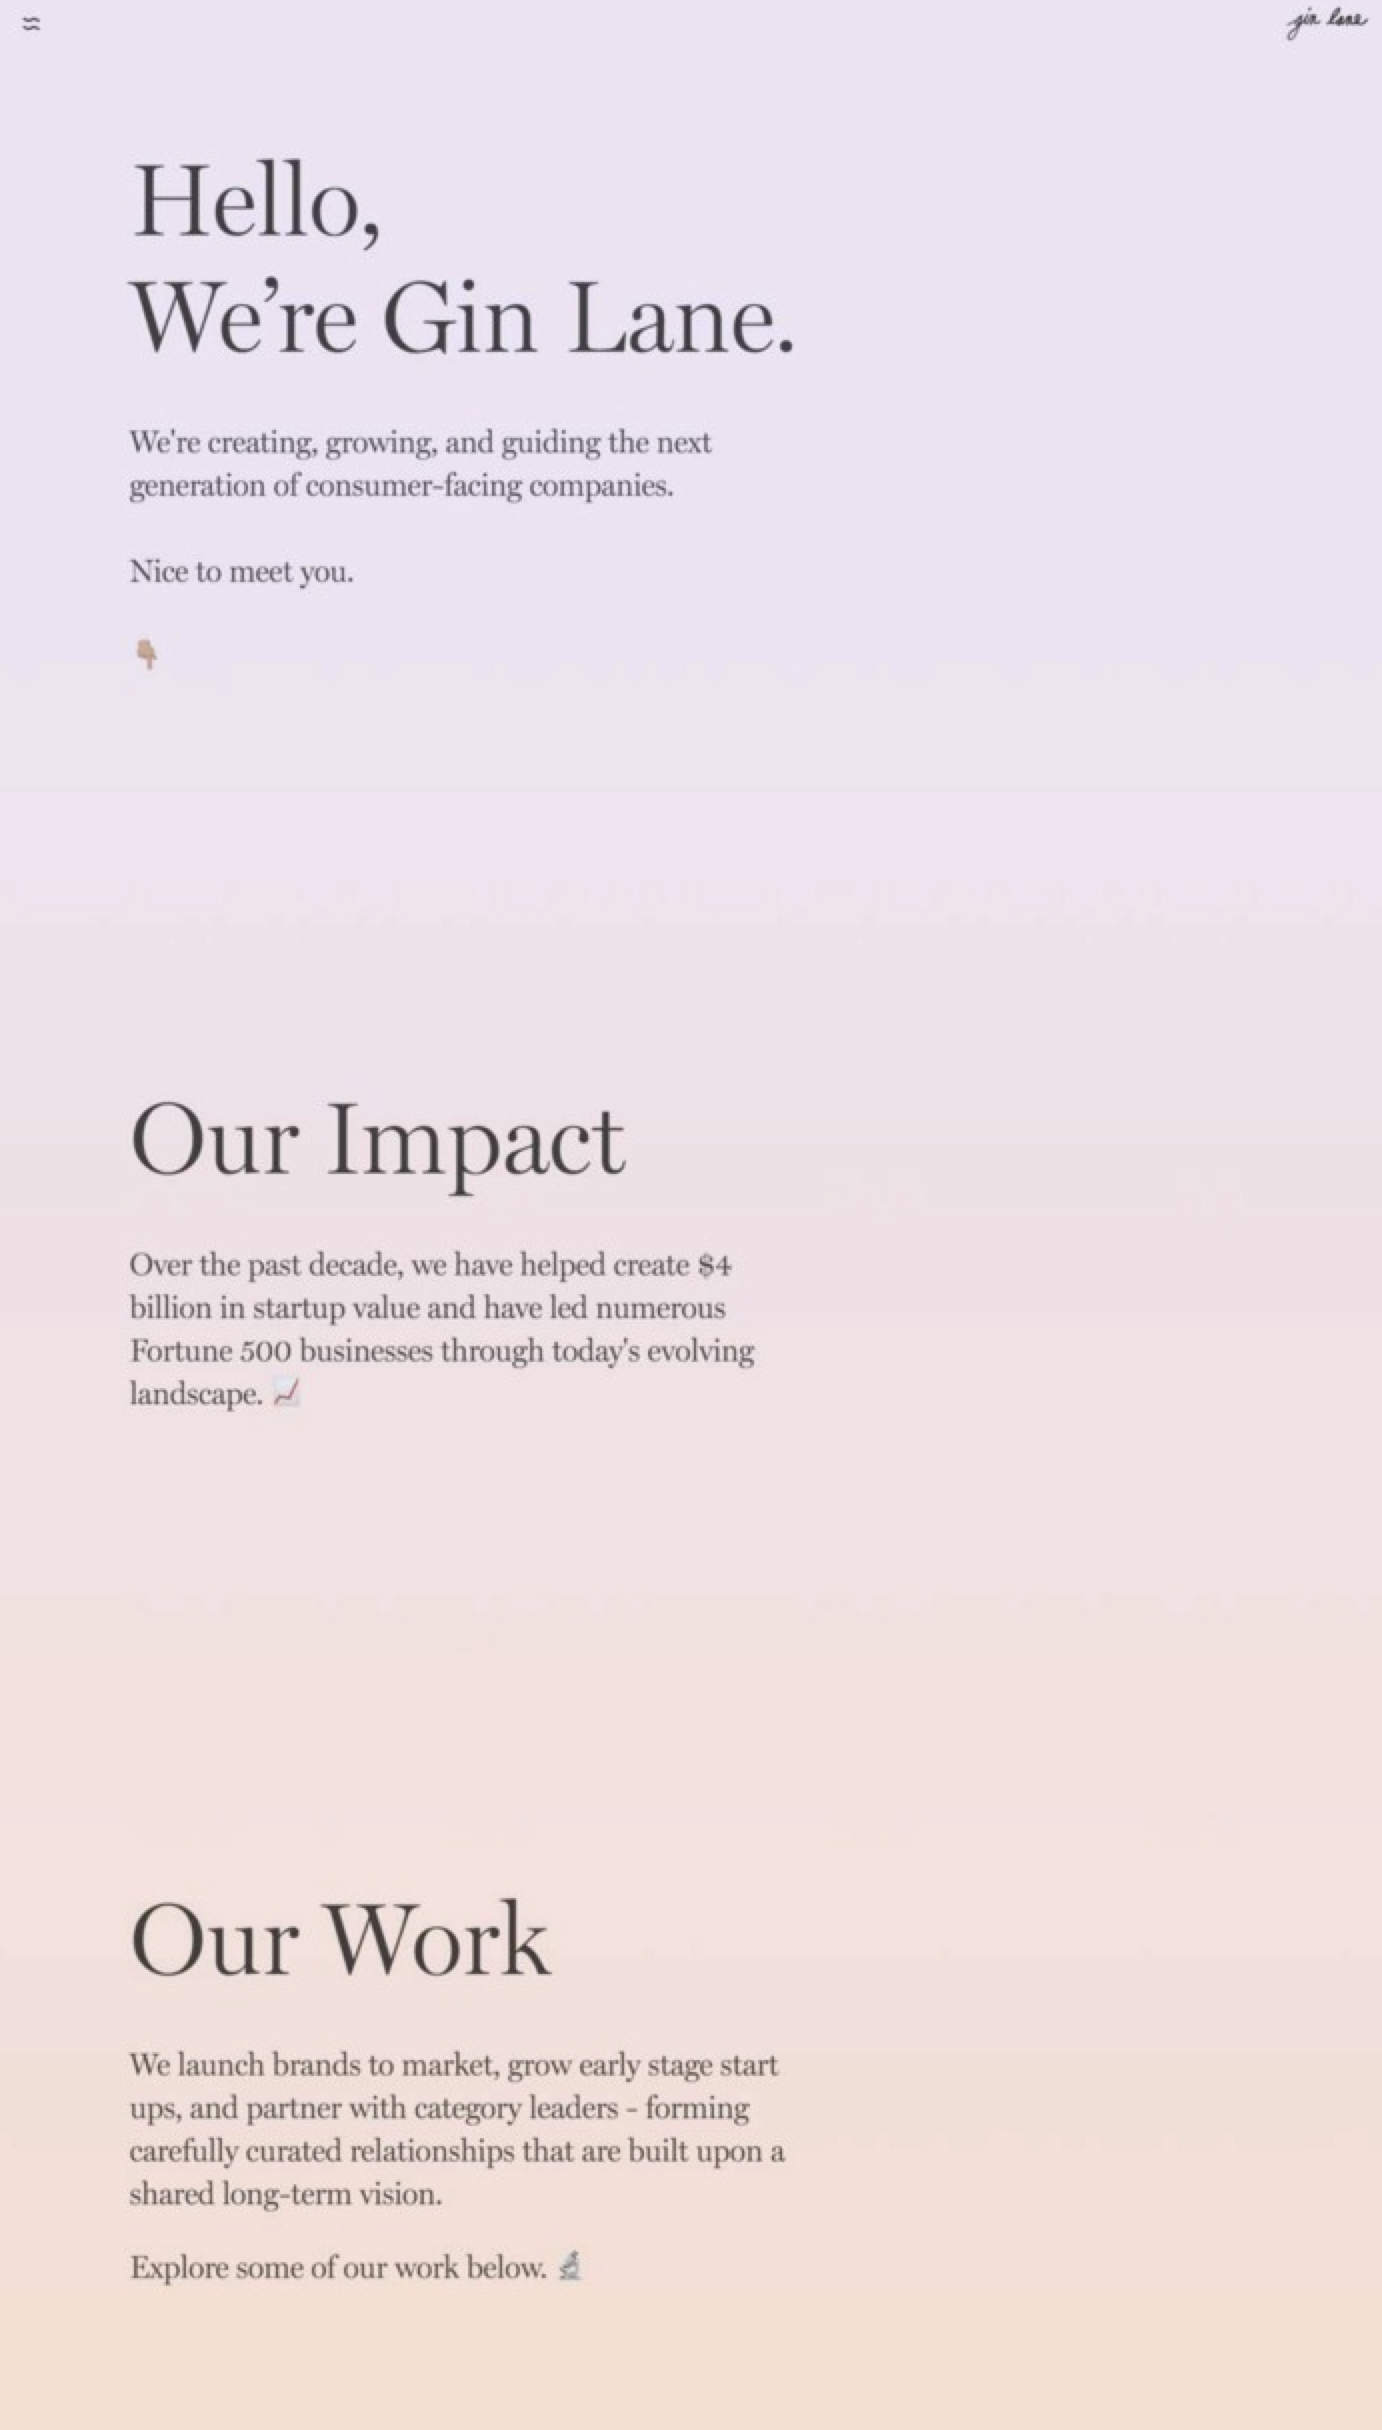 gin lane
Hello,
We’re Gin Lane.
We're creating, growing, and guiding the next
generation of consumer-facing companies.
Nice to meet you.
👇🏽
Our Impact
Over the past decade, we have helped create $4
billion in startup value and have led numerous
Fortune 500 businesses through today's evolving
landscape. 📈
Our Work
We launch brands to market, grow early stage start
ups, and partner with category leaders - forming
carefully curated relationships that are built upon a
shared long-term vision.
Explore some of our work below. 🔬